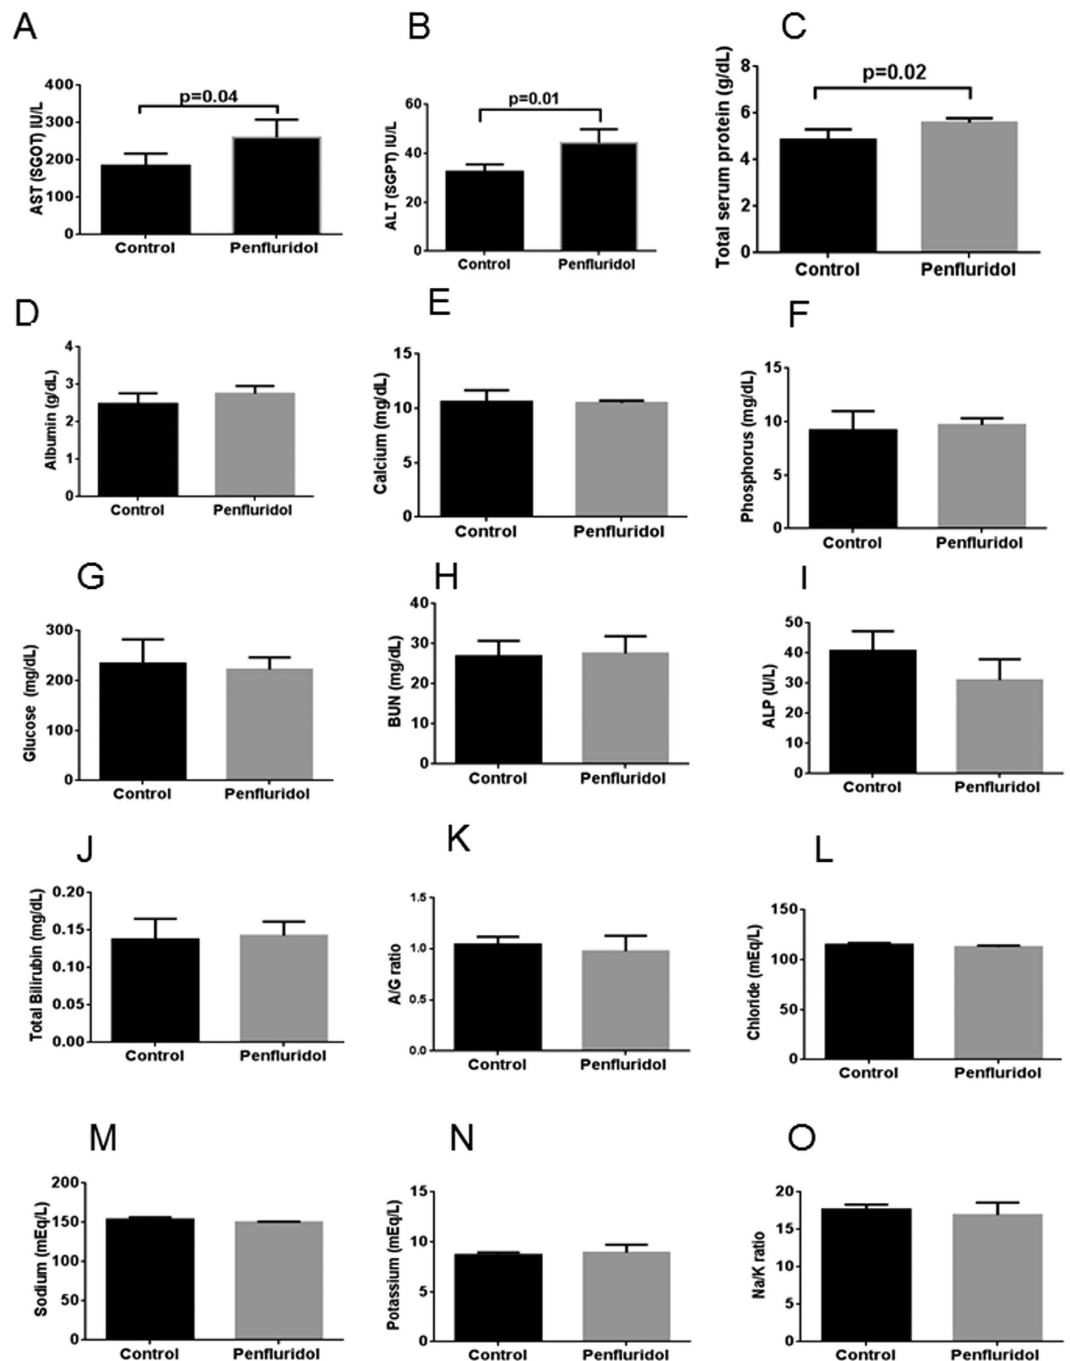 A
B
C
AST (SGOT) IU/L
400
300
200
100
0
p=0.04
Control
Penfluridol
ALT (SGPT) IU/L
60
40
20
0
p=0.01
Control
Penfluridol
Total serum protein (g/dL)
8
6
4
2
0
p=0.02
Control
Penfluridol
D
E
F
Albumin (g/dL)
4
3
2
1
0
Control
Penfluridol
Calcium (mg/dL)
15
10
5
0
Control
Penfluridol
Phosphorus (mg/dL)
15
10
5
0
Control
Penfluridol
G
H
I
Glucose (mg/dL)
300
200
100
0
Control
Penfluridol
BUN (mg/dL)
40
30
20
10
0
Control
Penfluridol
ALP (U/L)
50
40
30
20
10
0
Control
Penfluridol
J
K
L
Total Bilirubin (mg/dL)
0.20
0.15
0.10
0.05
0.00
Control
Penfluridol
A/G ratio
1.5
1.0
0.5
0.0
Control
Penfluridol
Chloride (mEq/L)
150
100
50
0
Control
Penfluridol
M
N
O
Sodium (mEq/L)
200
150
100
50
0
Control
Penfluridol
Potassium (mEq/L)
15
10
5
0
Control
Penfluridol
Na/K ratio
20
15
10
5
0
Control
Penfluridol